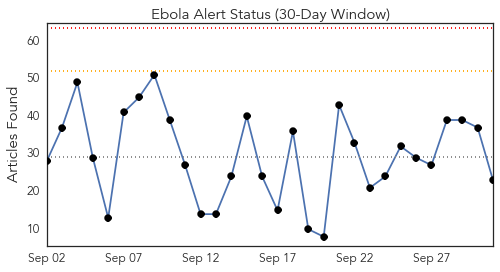 Ebola Alert Status (30-Day Window)
Articles Found
60
50
40
30
20
10
Sep 02 Sep 07 Sep 12 Sep 17 Sep 22 Sep 27